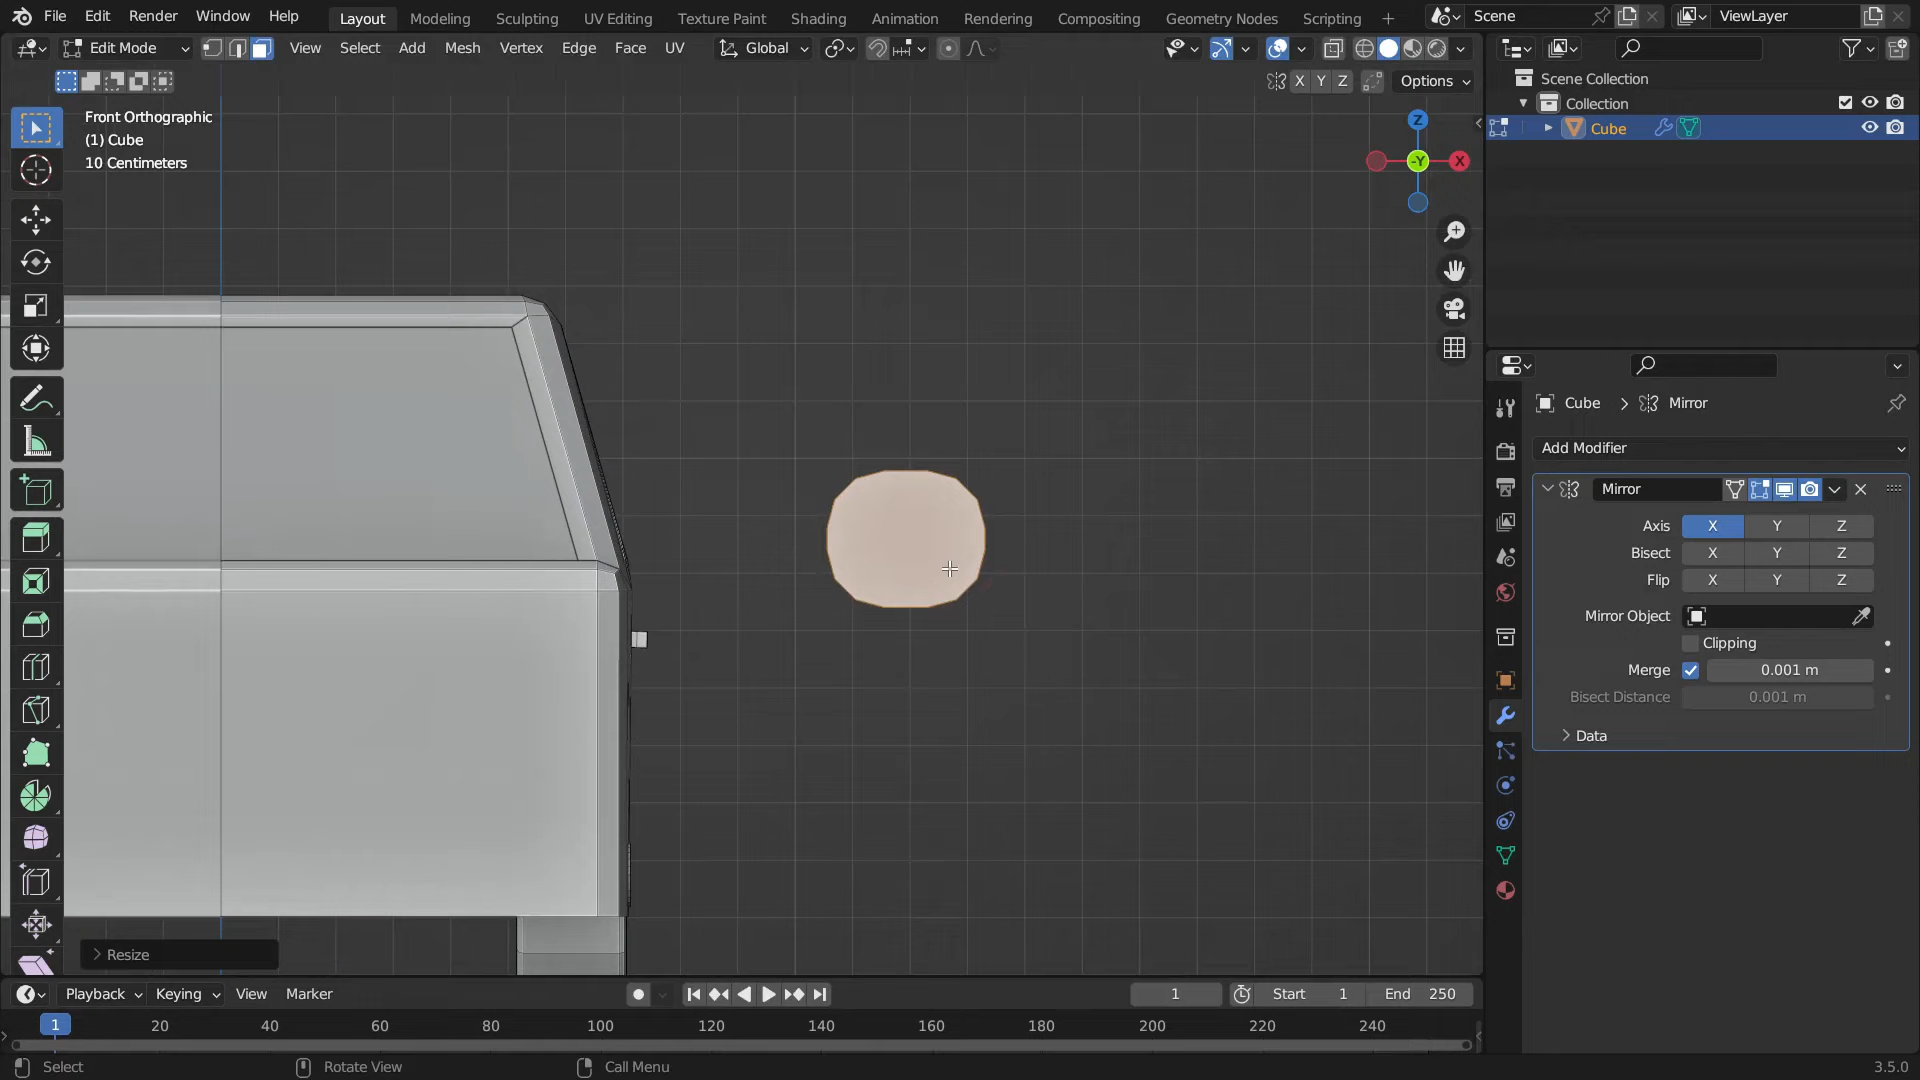 File Edit Render Window Help Layout Modeling Sculpting UV Editing Texture Paint Shading Animation Rendering Compositing Geometry Nodes Scripting + Scene ViewLayer
Edit Mode View Select Add Mesh Vertex Edge Face UV Global
X Y Z Options
Scene Collection
Collection
Cube
Front Orthographic
(1) Cube
10 Centimeters
Z
-Y
X
Cube > Mirror
Add Modifier
Mirror
Axis X Y Z
Bisect X Y Z
Flip X Y Z
Mirror Object
Clipping
Merge 0.001 m
Bisect Distance 0.001 m
Data
Resize
Playback Keying View Marker 1 Start 1 End 250
1 20 40 60 80 100 120 140 160 180 200 220 240
Select Rotate View Call Menu 3.5.0